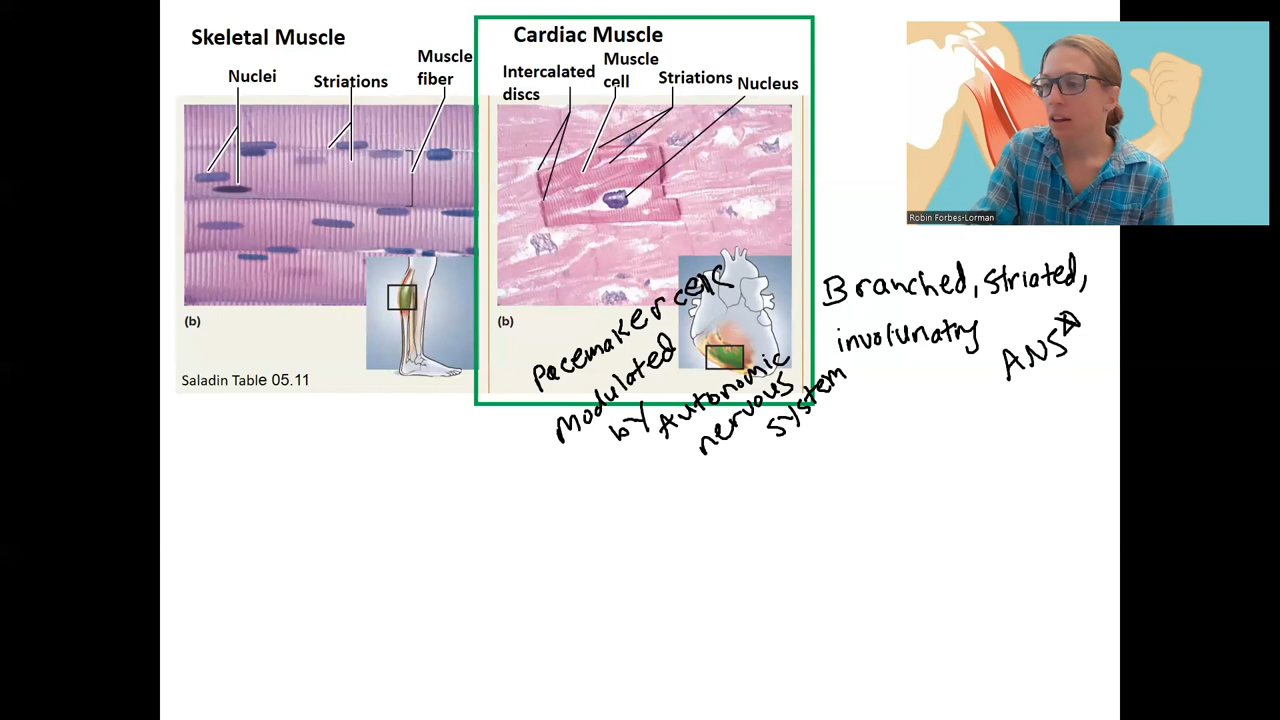 Skeletal Muscle
Nuclei
Striations
Muscle
fiber
(b)
Saladin Table 05.11
Cardiac Muscle
Intercalated
discs
Muscle
cell
Striations
Nucleus
(b)
Pacemaker cells
Modulated
by Autonomic
nervous
system
Robin Forbes-Lorman
Branched, striated,
involunatry
ANS